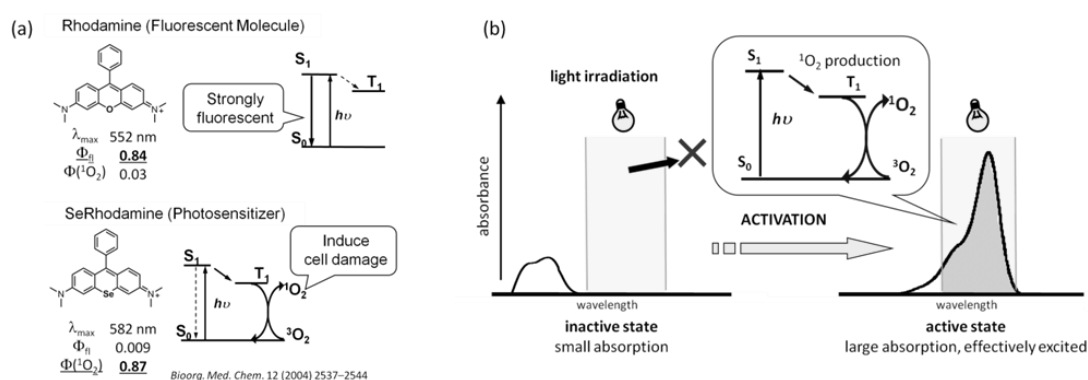 (a)
Rhodamine (Fluorescent Molecule)
N O N+
λmax 552 nm
Φfl 0.84
Φ(¹O₂) 0.03
Strongly
fluorescent
S₁
T₁
hυ
S₀
SeRhodamine (Photosensitizer)
N Se N+
λmax 582 nm
Φfl 0.009
Φ(¹O₂) 0.87
S₁
T₁
hυ
S₀
¹O₂
³O₂
Induce
cell damage
Bioorg. Med. Chem. 12 (2004) 2537–2544
(b)
light irradiation
absorbance
wavelength
inactive state
small absorption
S₁
¹O₂ production
T₁
hυ
¹O₂
S₀
³O₂
ACTIVATION
wavelength
active state
large absorption, effectively excited